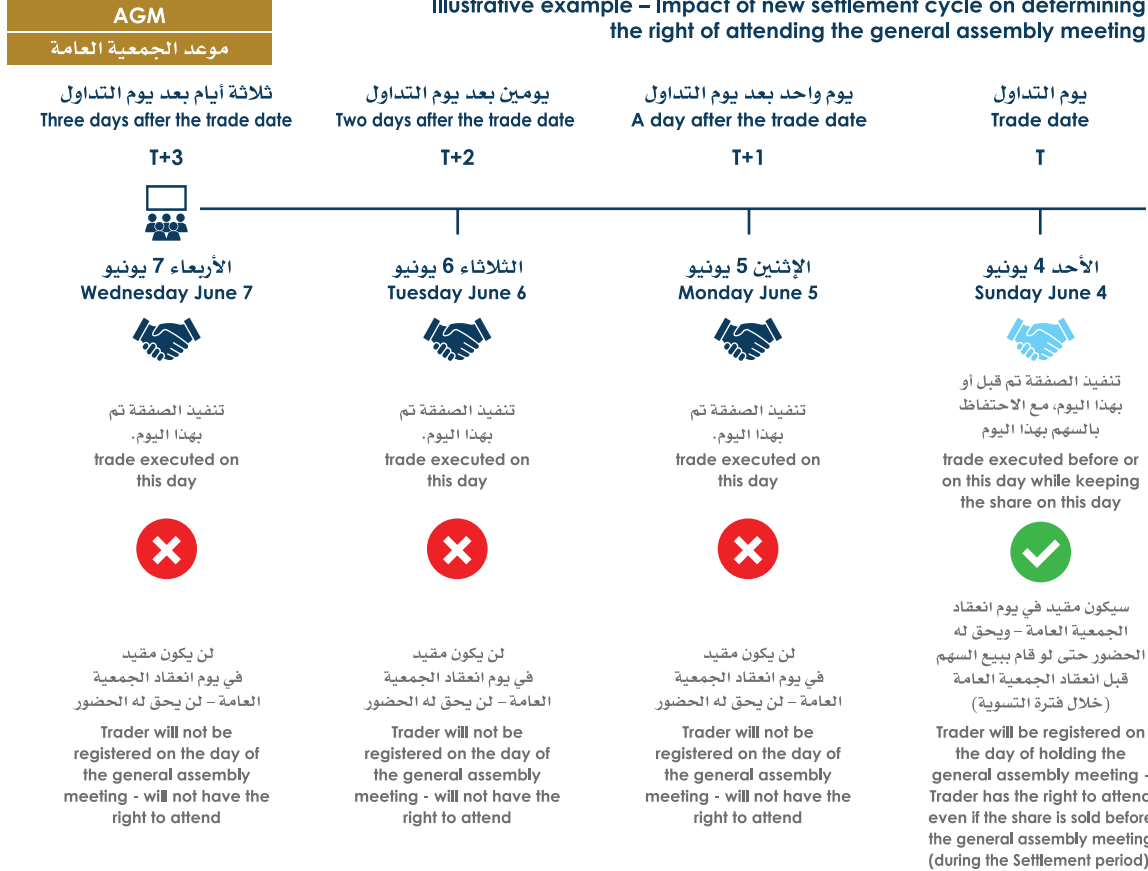 AGM
موعد الجمعية العامة
Illustrative example – Impact of new settlement cycle on determining
the right of attending the general assembly meeting
يوم التداول
Trade date
T
يوم واحد بعد يوم التداول
A day after the trade date
T+1
يومين بعد يوم التداول
Two days after the trade date
T+2
ثلاثة أيام بعد يوم التداول
Three days after the trade date
T+3
الأحد 4 يونيو
Sunday June 4
تنفيذ الصفقة تم قبل أو
بهذا اليوم، مع الاحتفاظ
بالسهم بهذا اليوم
trade executed before or
on this day while keeping
the share on this day
سيكون مقيد في يوم انعقاد
الجمعية العامة – ويحق له
الحضور حتى لو قام ببيع السهم
قبل انعقاد الجمعية العامة
(خلال فترة التسوية)
Trader will be registered on
the day of holding the
general assembly meeting -
Trader has the right to attend
even if the share is sold before
the general assembly meeting
(during the Settlement period)
الإثنين 5 يونيو
Monday June 5
تنفيذ الصفقة تم
بهذا اليوم.
trade executed on
this day
لن يكون مقيد
في يوم انعقاد الجمعية
العامة – لن يحق له الحضور
Trader will not be
registered on the day of
the general assembly
meeting - will not have the
right to attend
الثلاثاء 6 يونيو
Tuesday June 6
تنفيذ الصفقة تم
بهذا اليوم.
trade executed on
this day
لن يكون مقيد
في يوم انعقاد الجمعية
العامة – لن يحق له الحضور
Trader will not be
registered on the day of
the general assembly
meeting - will not have the
right to attend
الأربعاء 7 يونيو
Wednesday June 7
تنفيذ الصفقة تم
بهذا اليوم.
trade executed on
this day
لن يكون مقيد
في يوم انعقاد الجمعية
العامة – لن يحق له الحضور
Trader will not be
registered on the day of
the general assembly
meeting - will not have the
right to attend